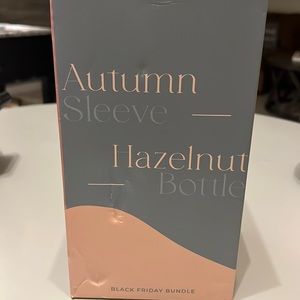 Autumn
Sleeve —
Hazelnut
— Bottle
BLACK FRIDAY BUNDLE